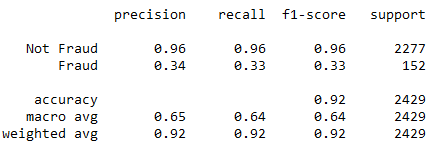 precision recall f1-score support
Not Fraud 0.96 0.96 0.96 2277
Fraud 0.34 0.33 0.33 152
accuracy 0.92 2429
macro avg 0.65 0.64 0.64 2429
weighted avg 0.92 0.92 0.92 2429